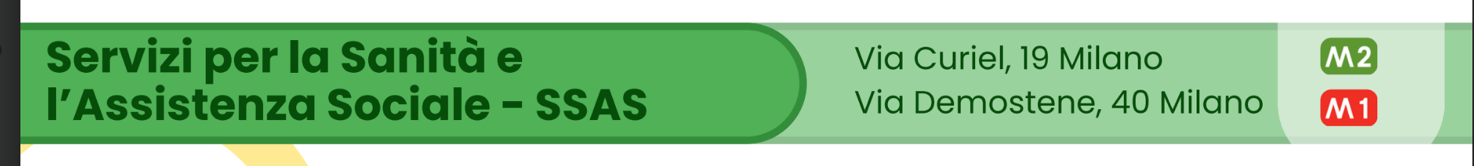 Servizi per la Sanità e
l’Assistenza Sociale - SSAS
Via Curiel, 19 Milano
Via Demostene, 40 Milano
M2
M1